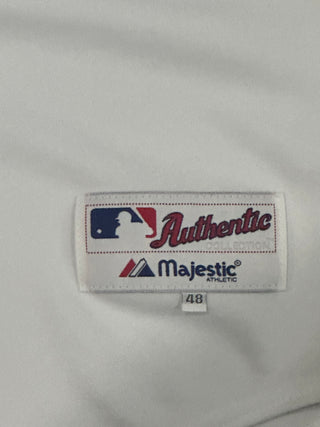 Authentic
COLLECTION
Majestic®
ATHLETIC
48